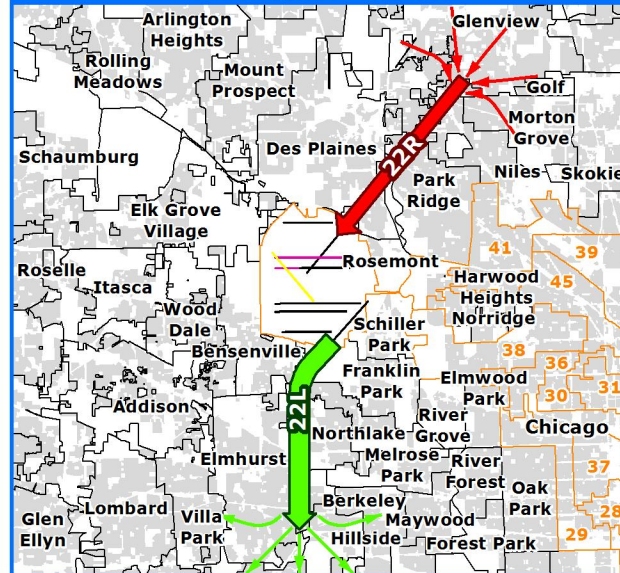 Arlington
Heights
Glenview
Rolling
Meadows
Mount
Prospect
Golf
Morton
Grove
Des Plaines
22R
Schaumburg
Niles
Skokie
Park
Ridge
Elk Grove
Village
41
39
Roselle
Rosemont
Itasca
Harwood
Heights
Norridge
45
Wood
Dale
Schiller
Park
Bensenville
38
36
Franklin
Park
Elmwood
Park
31
30
Addison
22L
River
Grove
Chicago
Northlake
Elmhurst
Melrose
Park
River
Forest
37
Oak
Park
Berkeley
Lombard
Villa
Park
Maywood
28
Glen
Ellyn
Hillside
Forest Park
29